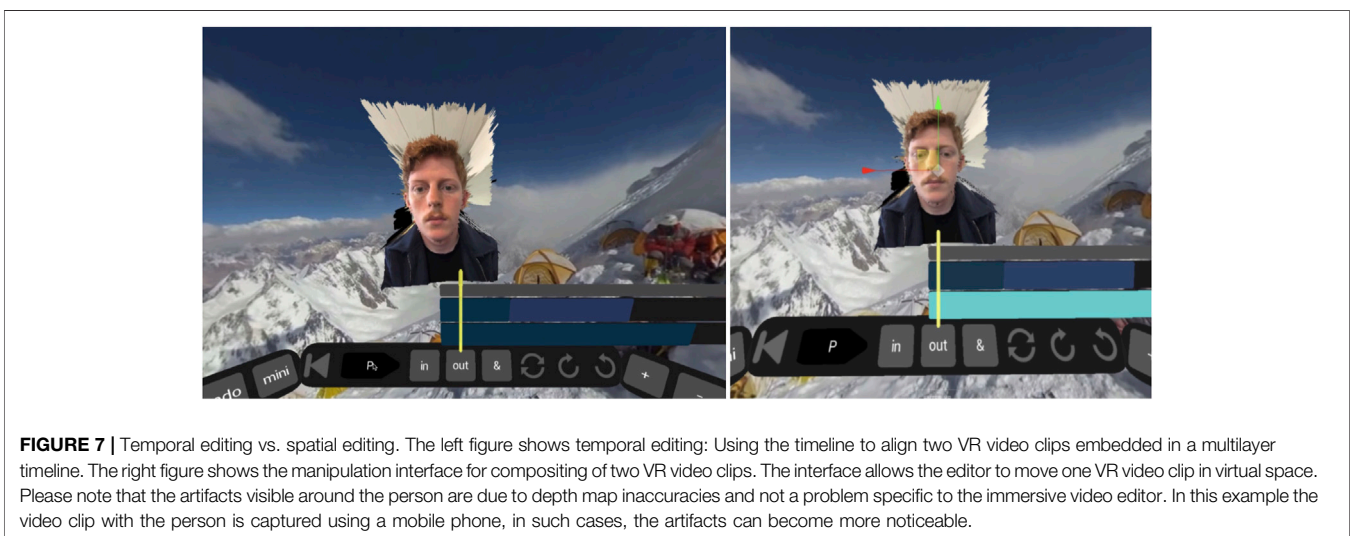 do
mini
P
in
out
&
+
–
i
P
in
out
&
FIGURE 7 | Temporal editing vs. spatial editing. The left figure shows temporal editing: Using the timeline to align two VR video clips embedded in a multilayer
timeline. The right figure shows the manipulation interface for compositing of two VR video clips. The interface allows the editor to move one VR video clip in virtual space.
Please note that the artifacts visible around the person are due to depth map inaccuracies and not a problem specific to the immersive video editor. In this example the
video clip with the person is captured using a mobile phone, in such cases, the artifacts can become more noticeable.